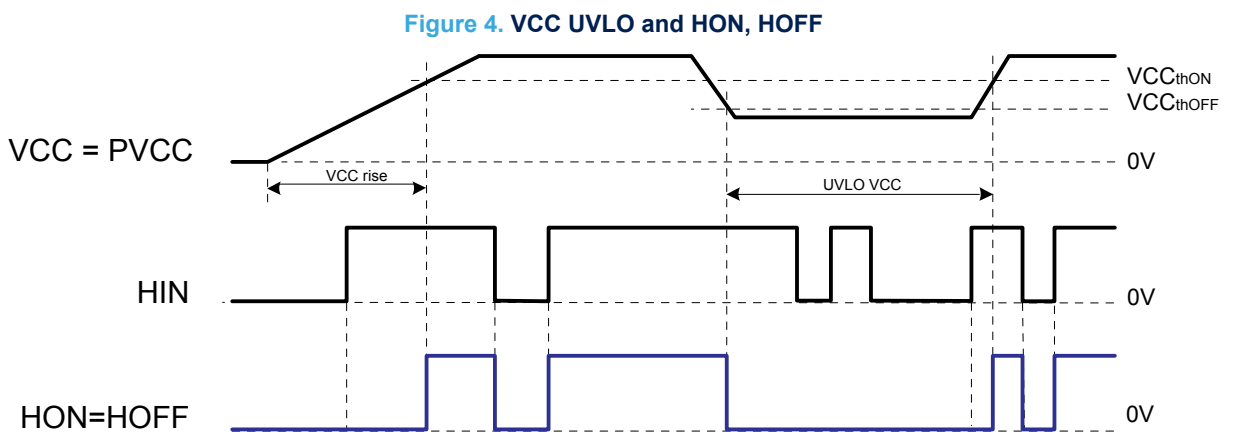 Figure 4. VCC UVLO and HON, HOFF
VCCthON
VCCthOFF
VCC = PVCC
0V
VCC rise
UVLO VCC
HIN
0V
HON=HOFF
0V